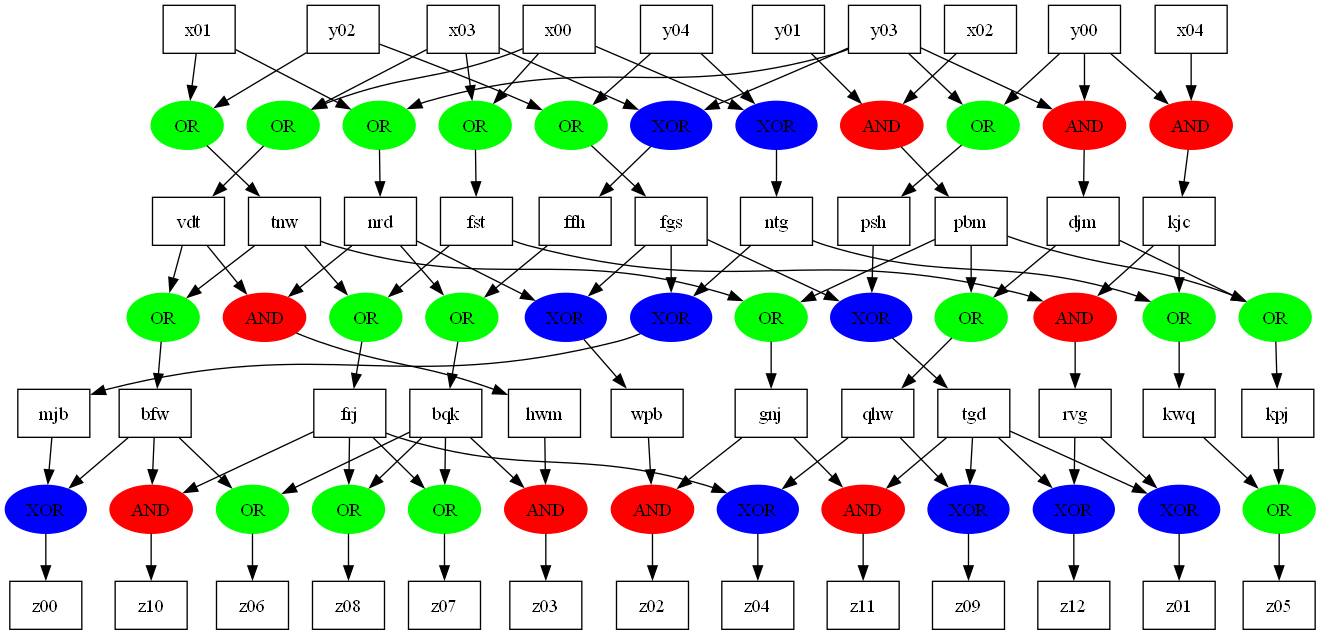 x01 y02 x03 x00 y04 y01 y03 x02 y00 x04
OR OR OR OR OR XOR XOR AND OR AND AND
vdt tnw nrd fst ffh fgs ntg psh pbm djm kjc
OR AND OR OR XOR XOR OR XOR OR AND OR OR
mjb bfw frj bqk hwm wpb gnj qhw tgd rvg kwq kpj
XOR AND OR OR OR AND AND XOR AND XOR XOR XOR OR
z00 z10 z06 z08 z07 z03 z02 z04 z11 z09 z12 z01 z05